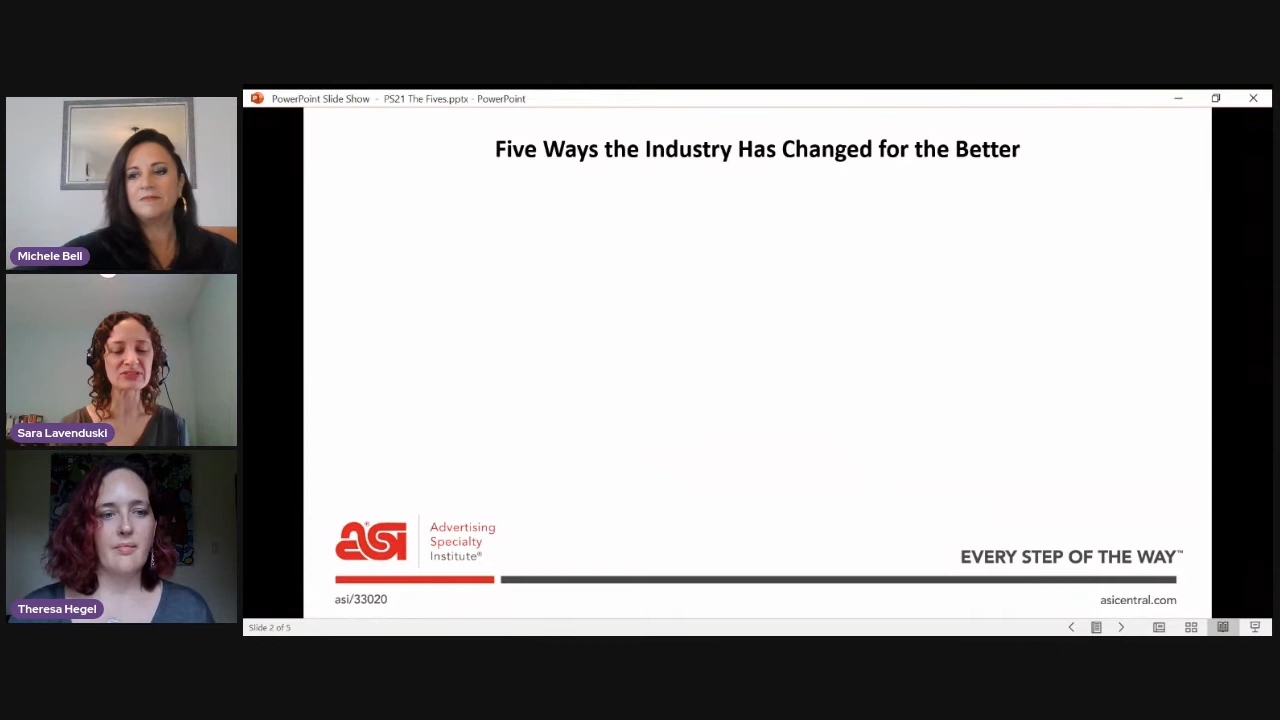 PowerPoint Slide Show - PS21 The Fives.pptx - PowerPoint
Five Ways the Industry Has Changed for the Better
Michele Bell
Sara Lavenduski
Theresa Hegel
asi® Advertising
Specialty
Institute®
EVERY STEP OF THE WAY™
asi/33020
asicentral.com
Slide 2 of 5